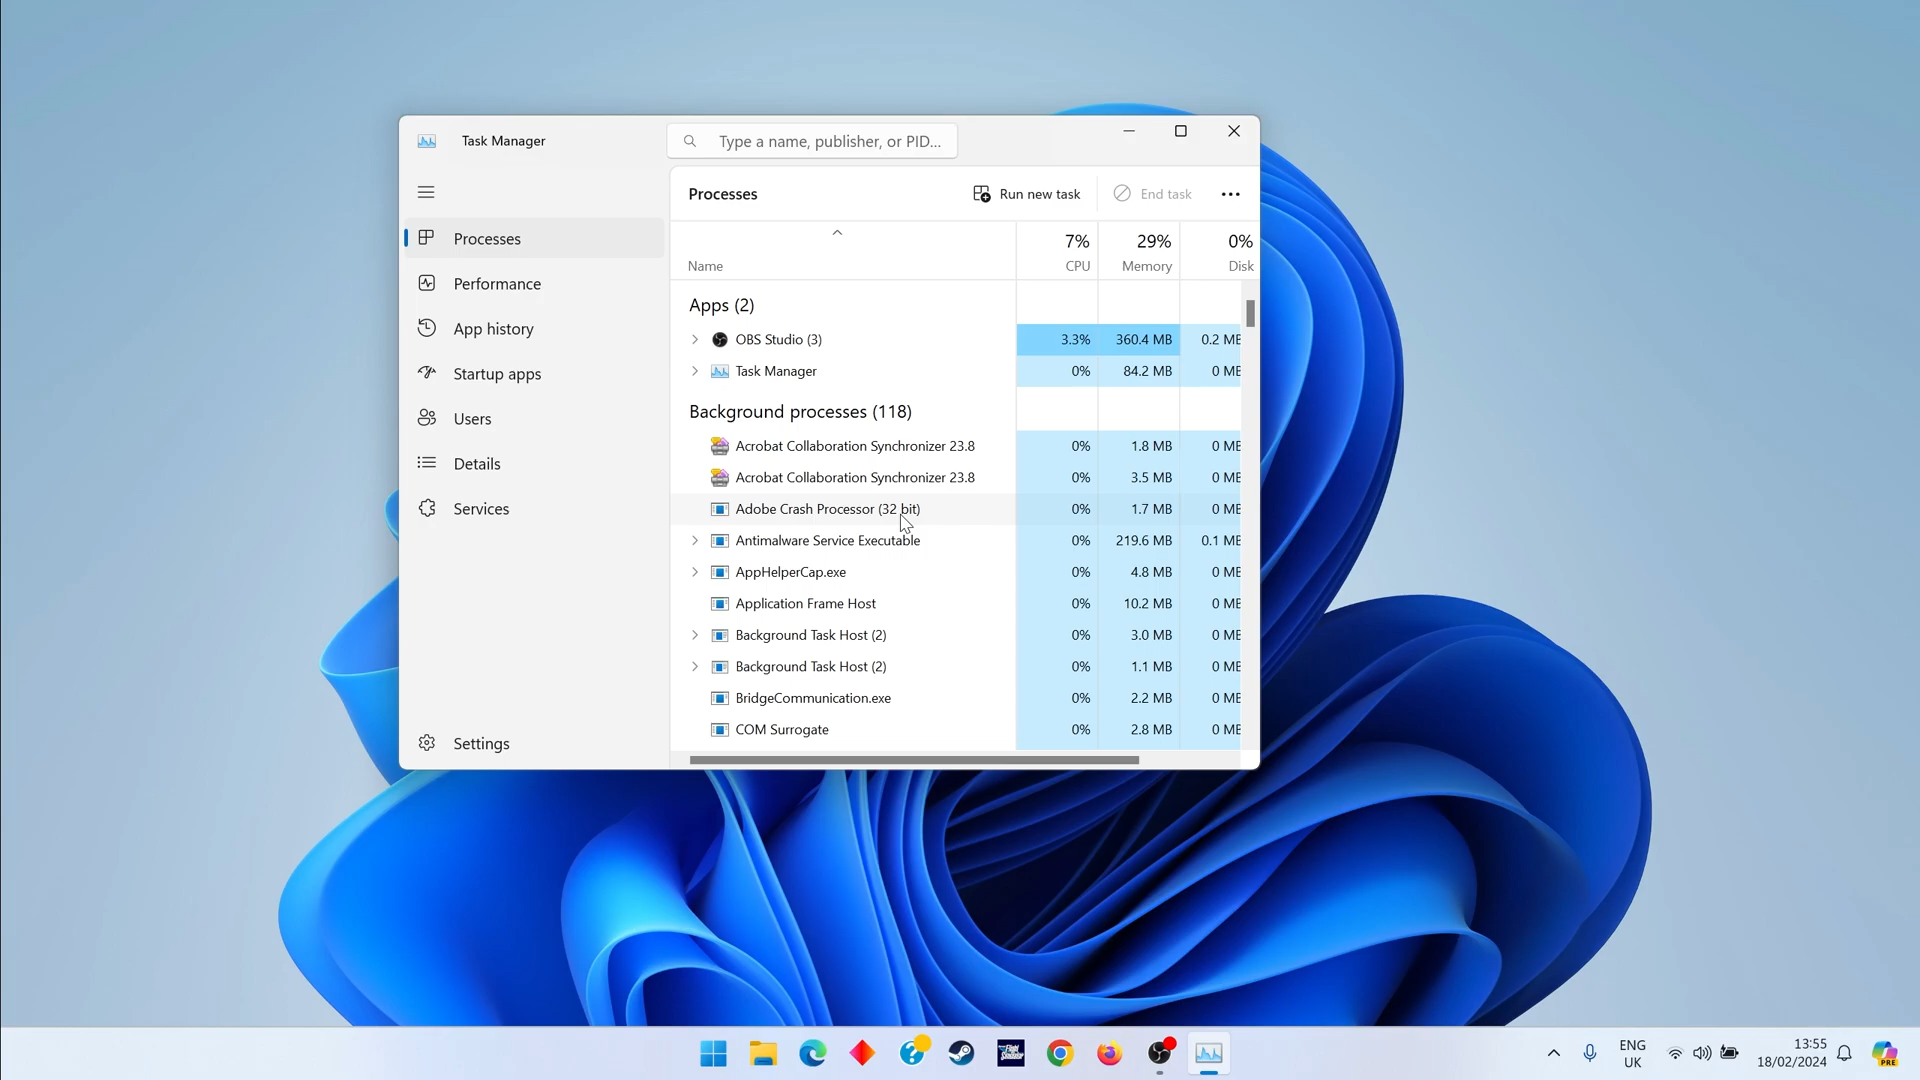 Task Manager
Type a name, publisher, or PID...
Processes
Run new task
End task
Processes
Performance
App history
Startup apps
Users
Details
Services
Settings
7% 29% 0%
Name CPU Memory Disk
Apps (2)
OBS Studio (3) 3.3% 360.4 MB 0.2 MB
Task Manager 0% 84.2 MB 0 MB
Background processes (118)
Acrobat Collaboration Synchronizer 23.8 0% 1.8 MB 0 MB
Acrobat Collaboration Synchronizer 23.8 0% 3.5 MB 0 MB
Adobe Crash Processor (32 bit) 0% 1.7 MB 0 MB
Antimalware Service Executable 0% 219.6 MB 0.1 MB
AppHelperCap.exe 0% 4.8 MB 0 MB
Application Frame Host 0% 10.2 MB 0 MB
Background Task Host (2) 0% 3.0 MB 0 MB
Background Task Host (2) 0% 1.1 MB 0 MB
BridgeCommunication.exe 0% 2.2 MB 0 MB
COM Surrogate 0% 2.8 MB 0 MB
Flight Simulator
ENG
UK
13:55
18/02/2024
PRE